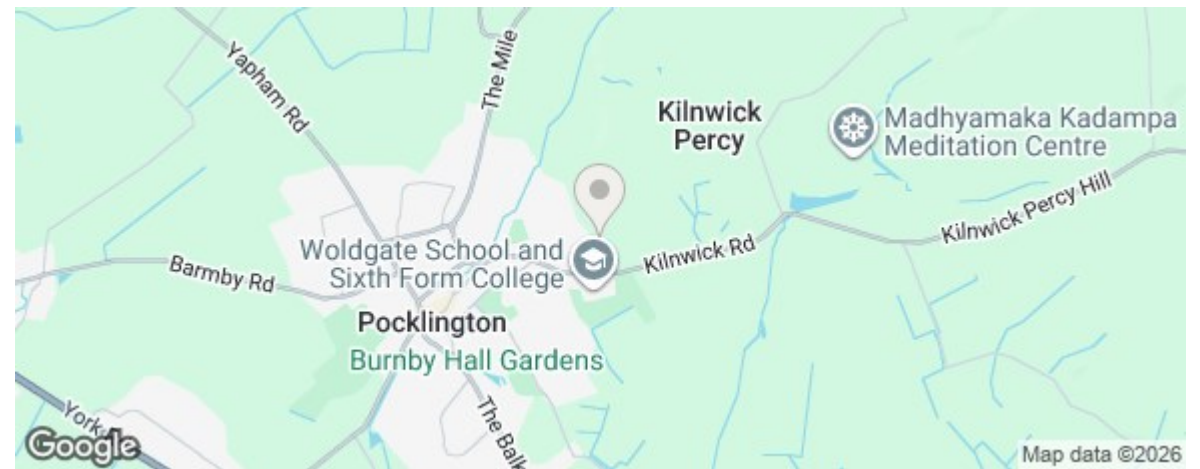 Yapham Rd
The Mile
Kilnwick
Percy
Madhyamaka Kadampa
Meditation Centre
Kilnwick Percy Hill
Woldgate School and
Sixth Form College
Kilnwick Rd
Barmby Rd
Pocklington
Burnby Hall Gardens
The Balk
York
Google
Map data ©2026